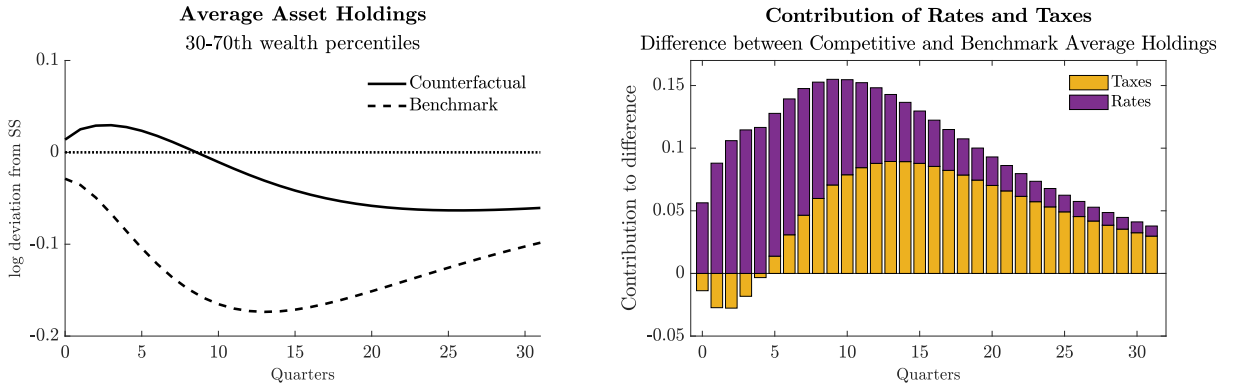 Average Asset Holdings
30-70th wealth percentiles
log deviation from SS
0.1
0
-0.1
-0.2
Counterfactual
Benchmark
0 5 10 15 20 25 30
Quarters
Contribution of Rates and Taxes
Difference between Competitive and Benchmark Average Holdings
Contribution to difference
0.15
0.1
0.05
0
-0.05
Taxes
Rates
0 5 10 15 20 25 30
Quarters